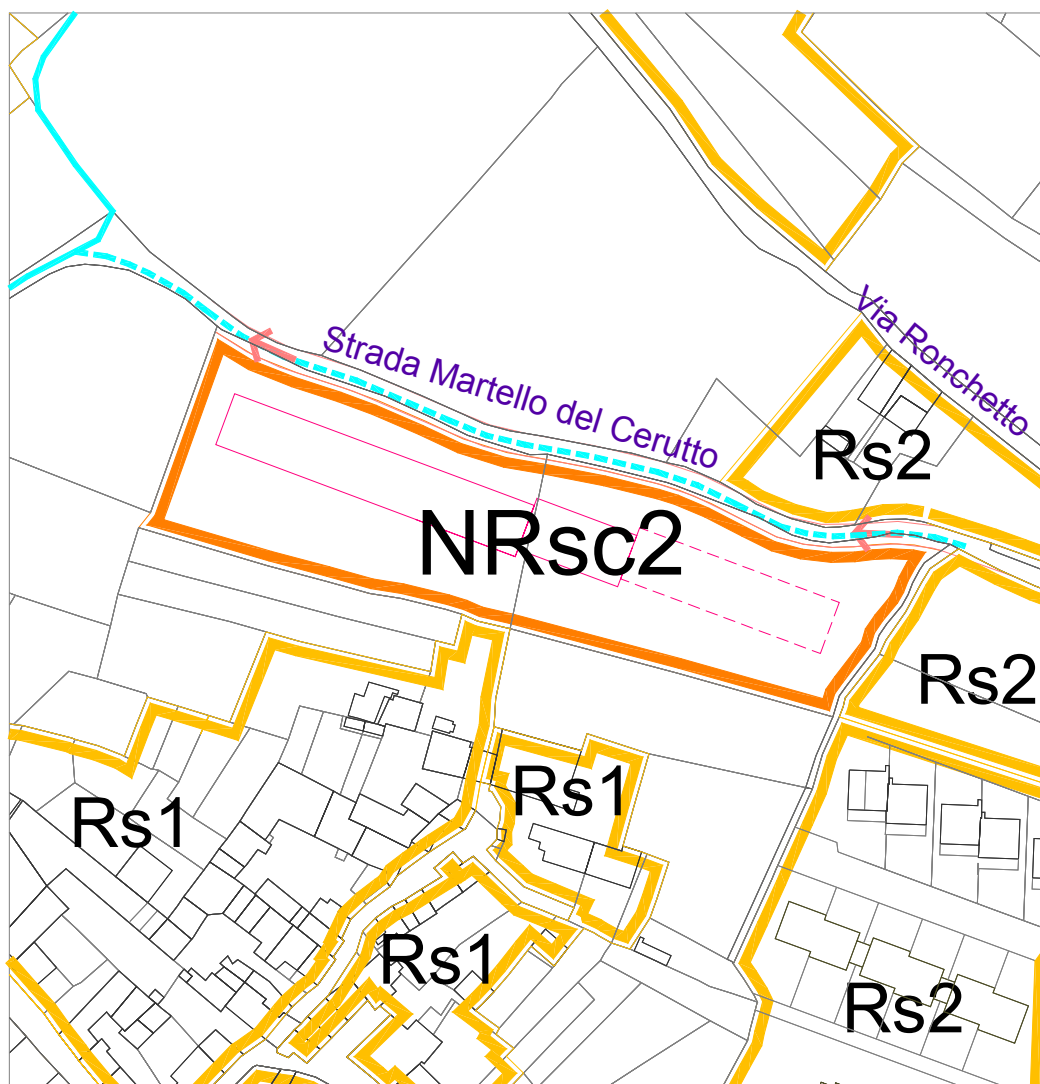 Via Ronchetto
Strada Martello del Cerutto
Rs2
NRsc2
Rs2
Rs1
Rs1
Rs1
Rs2